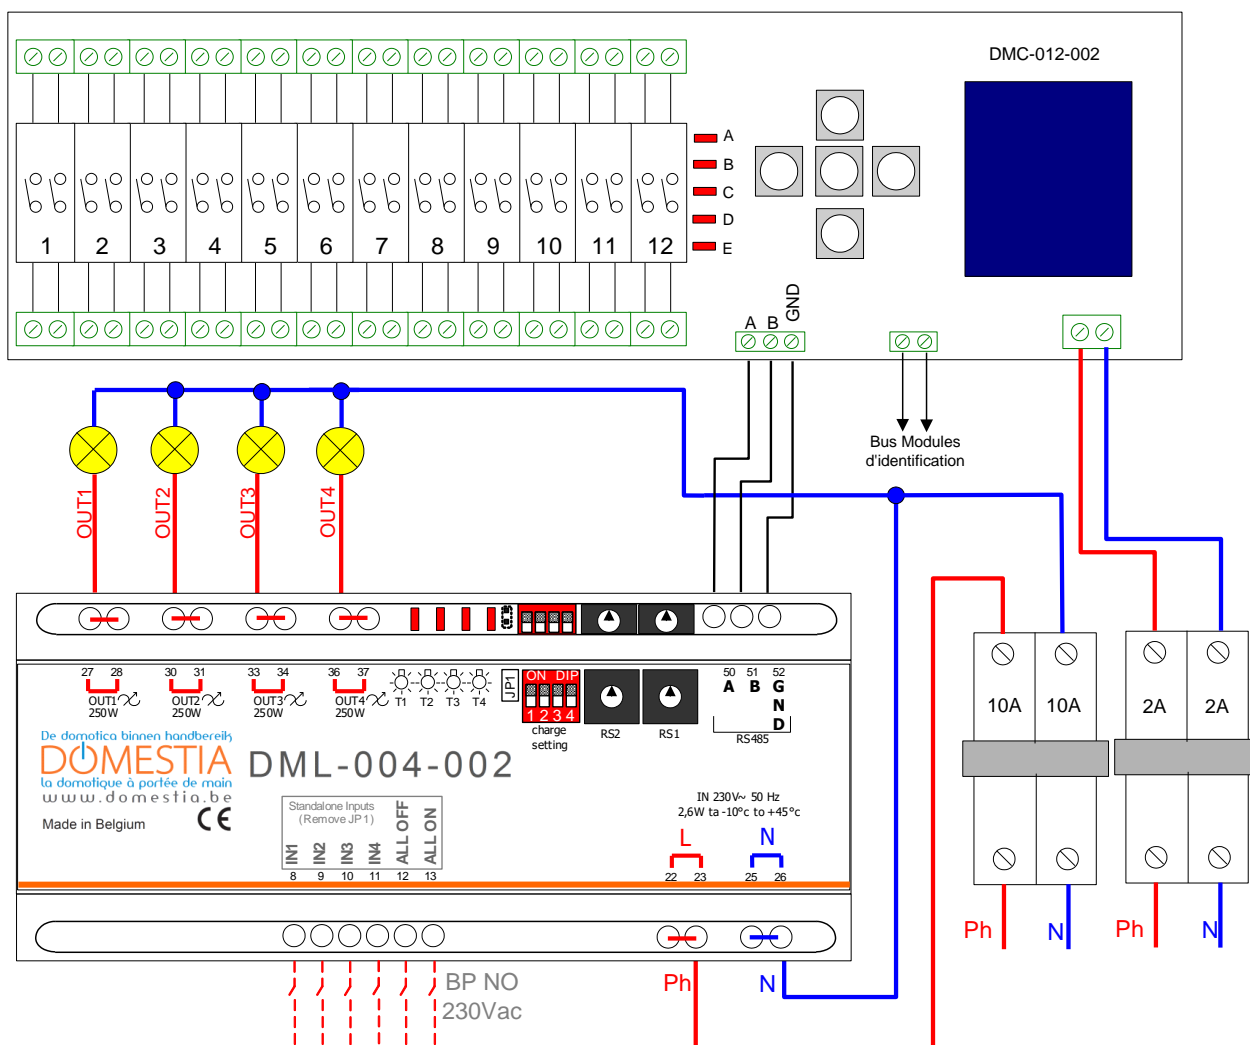 DMC-012-002
A
B
C
D
E
1 2 3 4 5 6 7 8 9 10 11 12
A B GND
Bus Modules
d'identification
OUT1 OUT2 OUT3 OUT4
27 28 30 31 33 34 36 37
OUT1 OUT2 OUT3 OUT4
250W 250W 250W 250W
T1 T2 T3 T4
JP1
ON DIP
1 2 3 4
charge
setting
RS2 RS1
50 51 52
A B GND
RS485
10A 10A 2A 2A
De domotica binnen handbereik
DOMESTIA
la domotique à portée de main
www.domestia.be
Made in Belgium CE
DML-004-002
Standalone Inputs
(Remove JP1)
IN1 IN2 IN3 IN4 ALL OFF ALL ON
8 9 10 11 12 13
IN 230V~ 50 Hz
2,6W ta -10°c to +45°c
L N
22 23 25 26
Ph N Ph N
BP NO
230Vac
Ph N